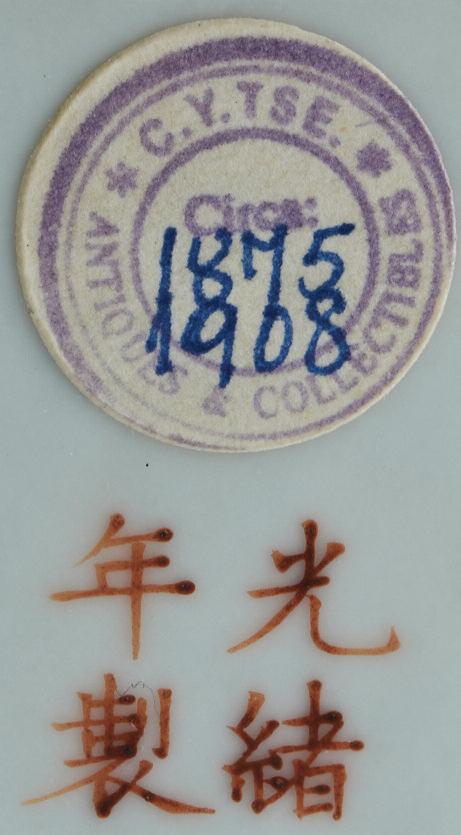 * C.Y.TSE. *
ANTIQUES & COLLECTIBLES
Circa:
1875
1908
光緒
年製